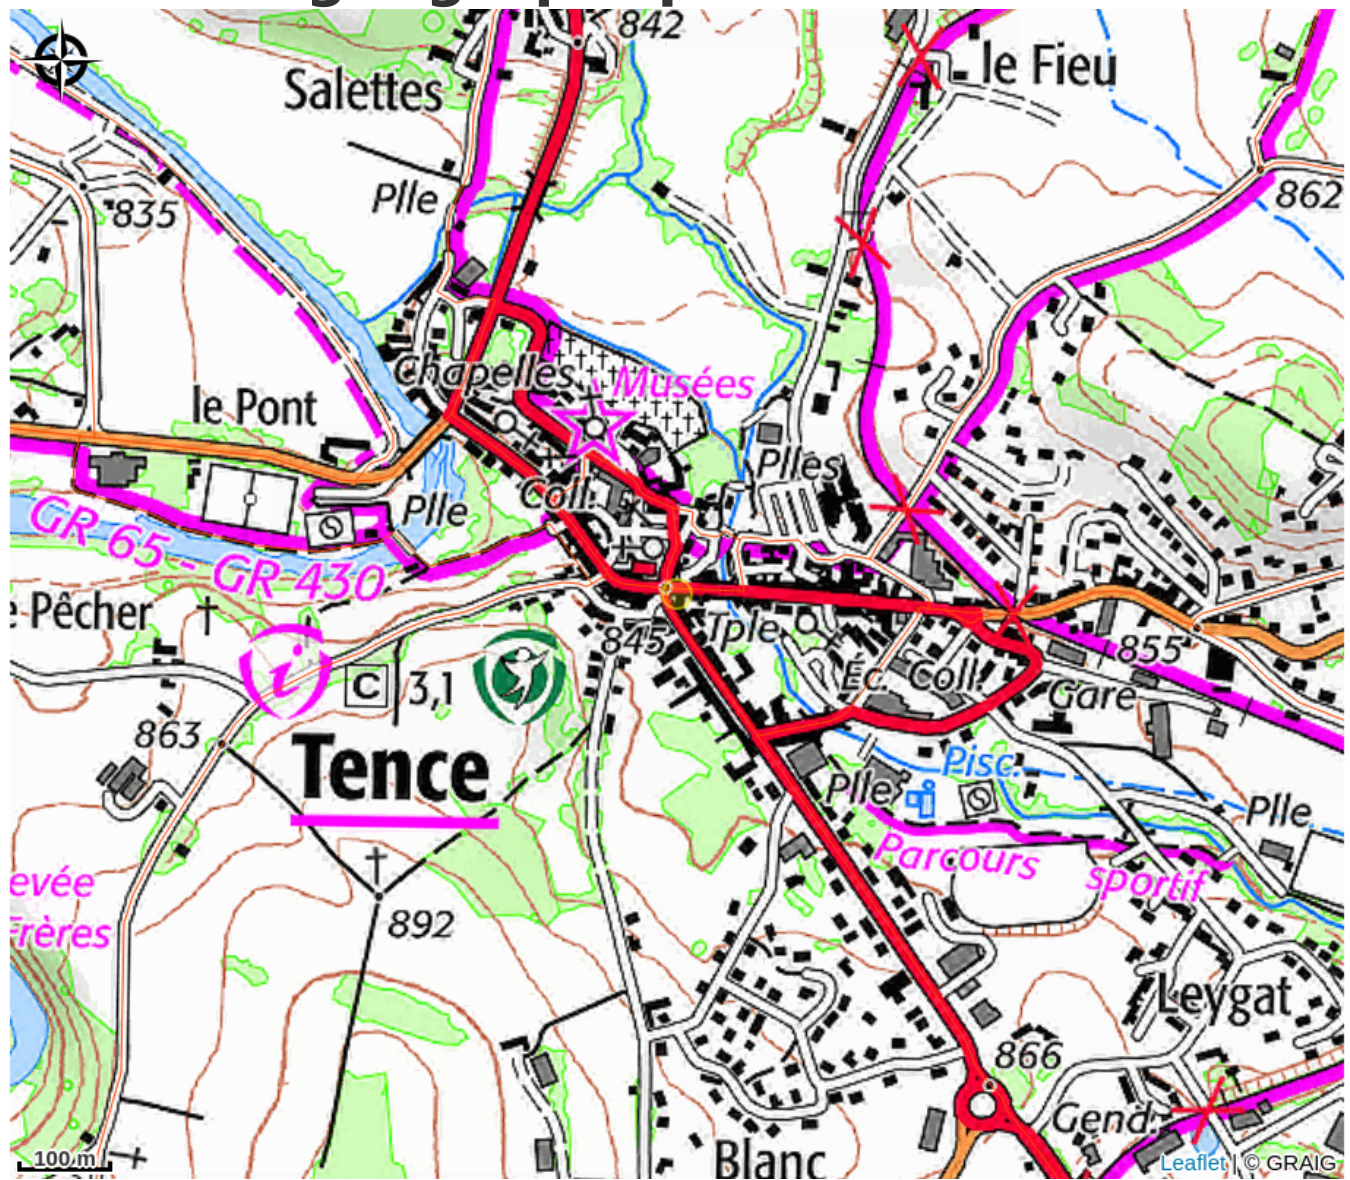 842
le Fieu
Salettes
Plle
862
835
Chapelles
Musées
le Pont
Plles
Coll.
Plle
GR 65 - GR 430
Pêcher
845
Tple
855
Éc.
Coll.
Gare
i
C
3,1
863
Tence
Pisc.
Plle
Plle
Parcours
sportif
evée
Frères
892
Leygat
866
Gend.
Blanc
100 m
Leaflet | © GRAIG